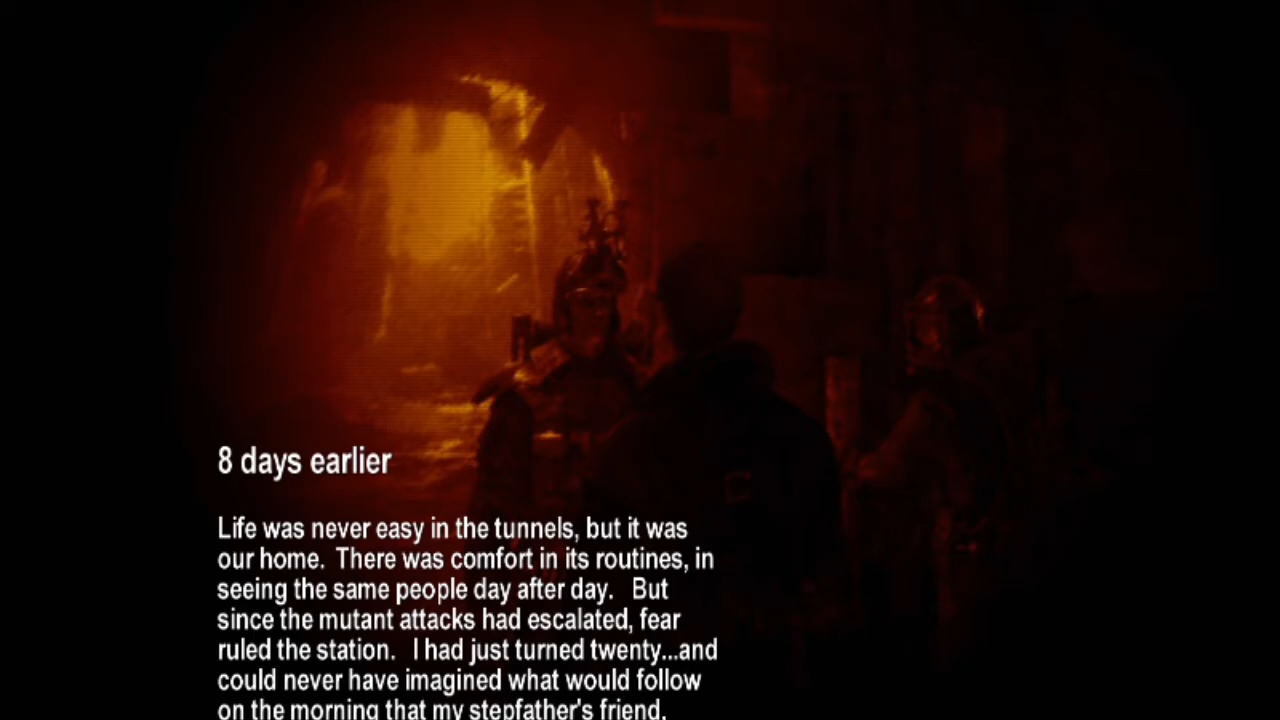 8 days earlier
Life was never easy in the tunnels, but it was
our home. There was comfort in its routines, in
seeing the same people day after day. But
since the mutant attacks had escalated, fear
ruled the station. I had just turned twenty...and
could never have imagined what would follow
on the morning that my stepfather's friend,